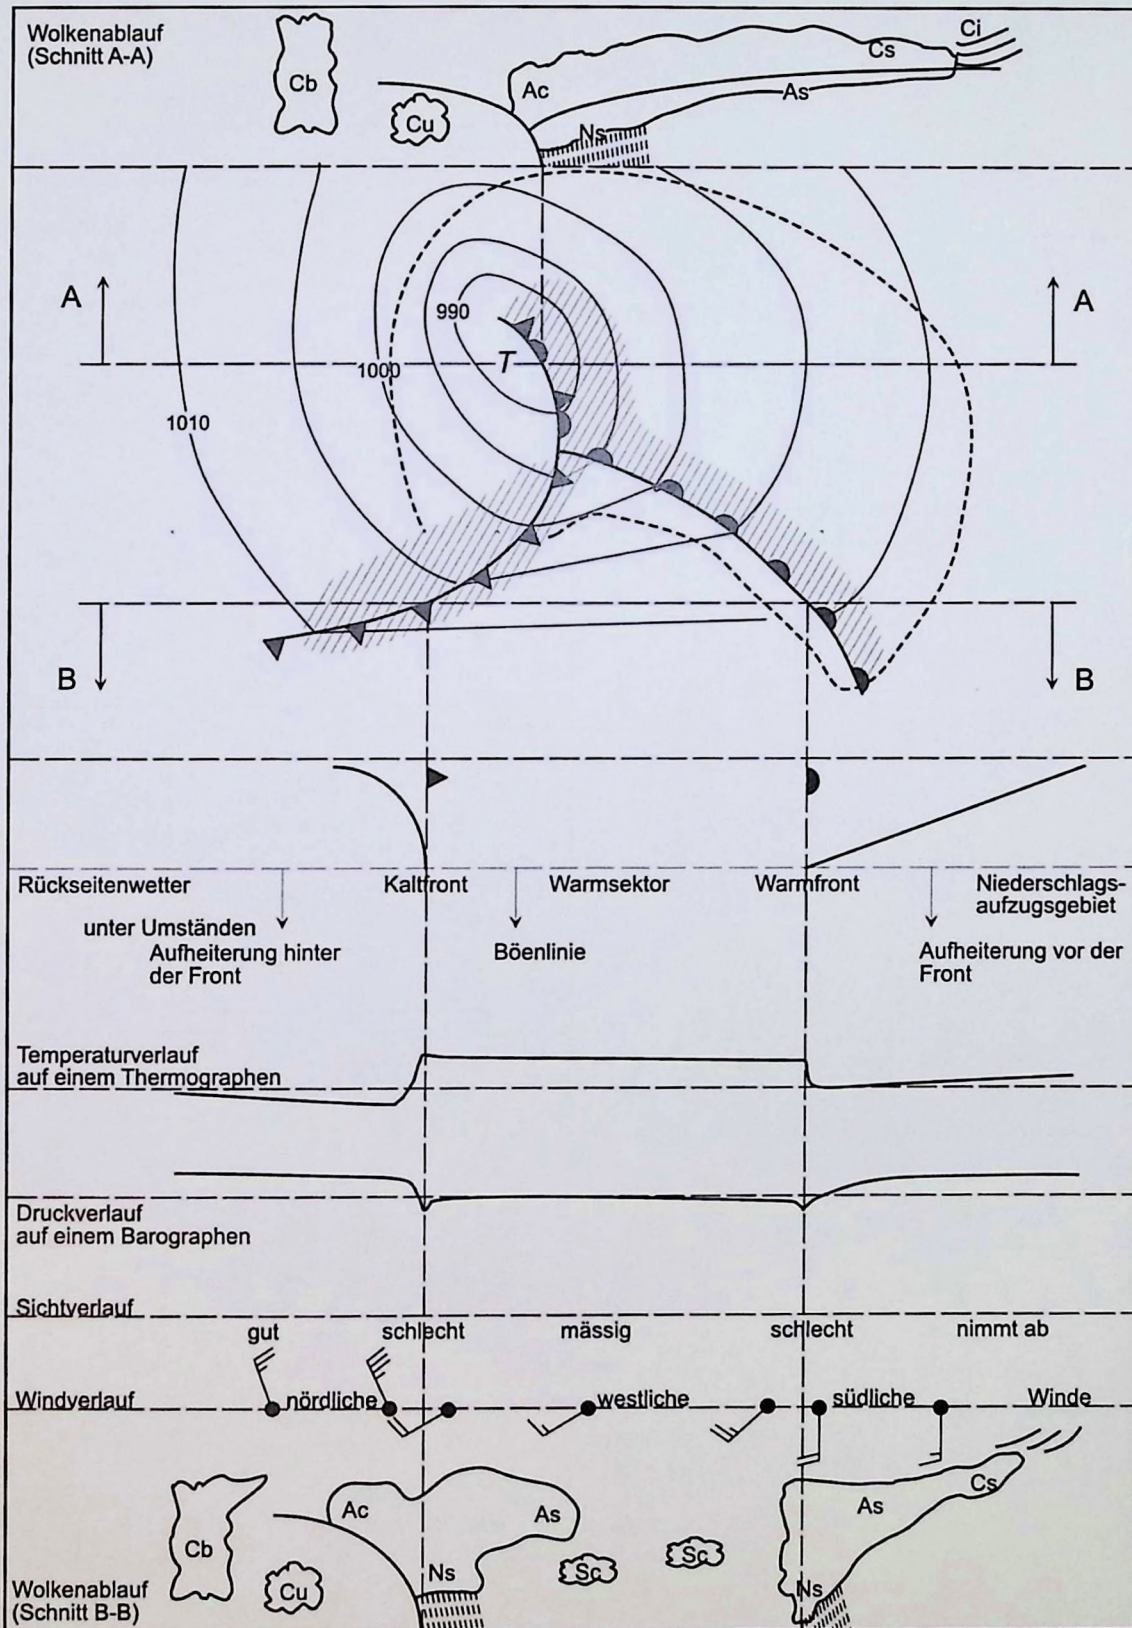 Wolkenablauf
(Schnitt A-A)
Cb
Cu
Ac
Ns
As
Cs
Ci
A
A
990
T
1000
1010
B
B
Rückseitenwetter
Kaltfront
Warmsektor
Warmfront
Niederschlags-
aufzugsgebiet
unter Umständen
Aufheiterung hinter
der Front
Böenlinie
Aufheiterung vor der
Front
Temperaturverlauf
auf einem Thermographen
Druckverlauf
auf einem Barographen
Sichtverlauf
gut
schlecht
mässig
schlecht
nimmt ab
Windverlauf
nördliche
westliche
südliche
Winde
Cb
Cu
Ac
As
Ns
Sc
Sc
As
Cs
Ns
Wolkenablauf
(Schnitt B-B)